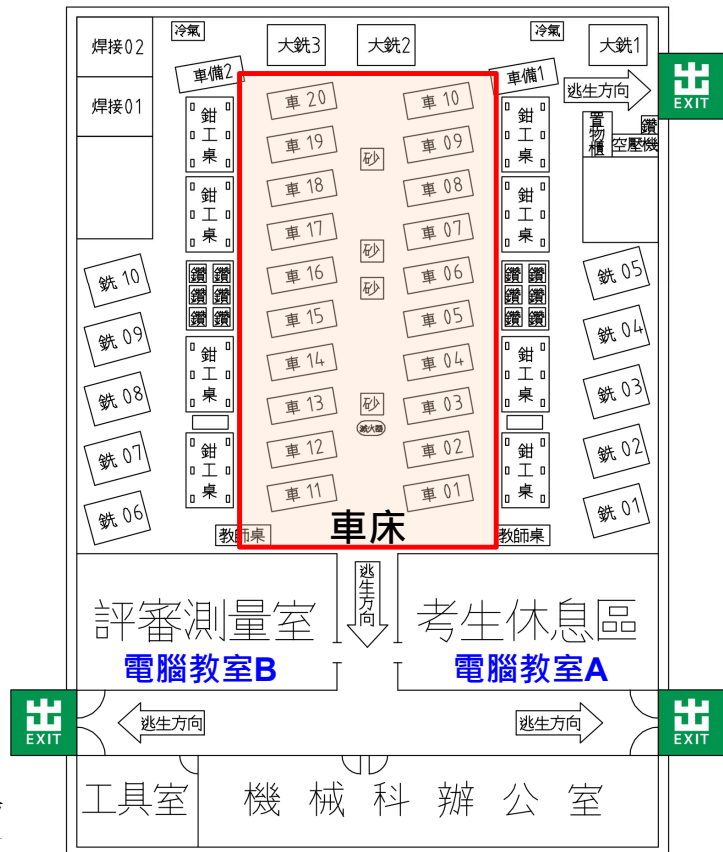 冷氣
冷氣
焊接02
大銑3
大銑2
大銑1
車備2
車備1
逃生方向
出
EXIT
焊接01
鉗工桌
車 20
車 10
鉗工桌
置物櫃
鑽
空壓機
車 19
砂
車 09
鉗工桌
車 18
車 08
鉗工桌
車 17
砂
車 07
銑 10
鑽 鑽
鑽 鑽
鑽 鑽
車 16
砂
車 06
鑽 鑽
鑽 鑽
鑽 鑽
銑 05
銑 09
車 15
車 05
銑 04
鉗工桌
車 14
車 04
鉗工桌
銑 08
車 13
砂
車 03
銑 03
滅火器
銑 07
鉗工桌
車 12
車 02
鉗工桌
銑 02
銑 06
車 11
車 01
銑 01
教師桌
車床
教師桌
逃生方向
評審測量室
考生休息區
電腦教室B
電腦教室A
出
EXIT
逃生方向
逃生方向
出
EXIT
工具室
機械科辦公室